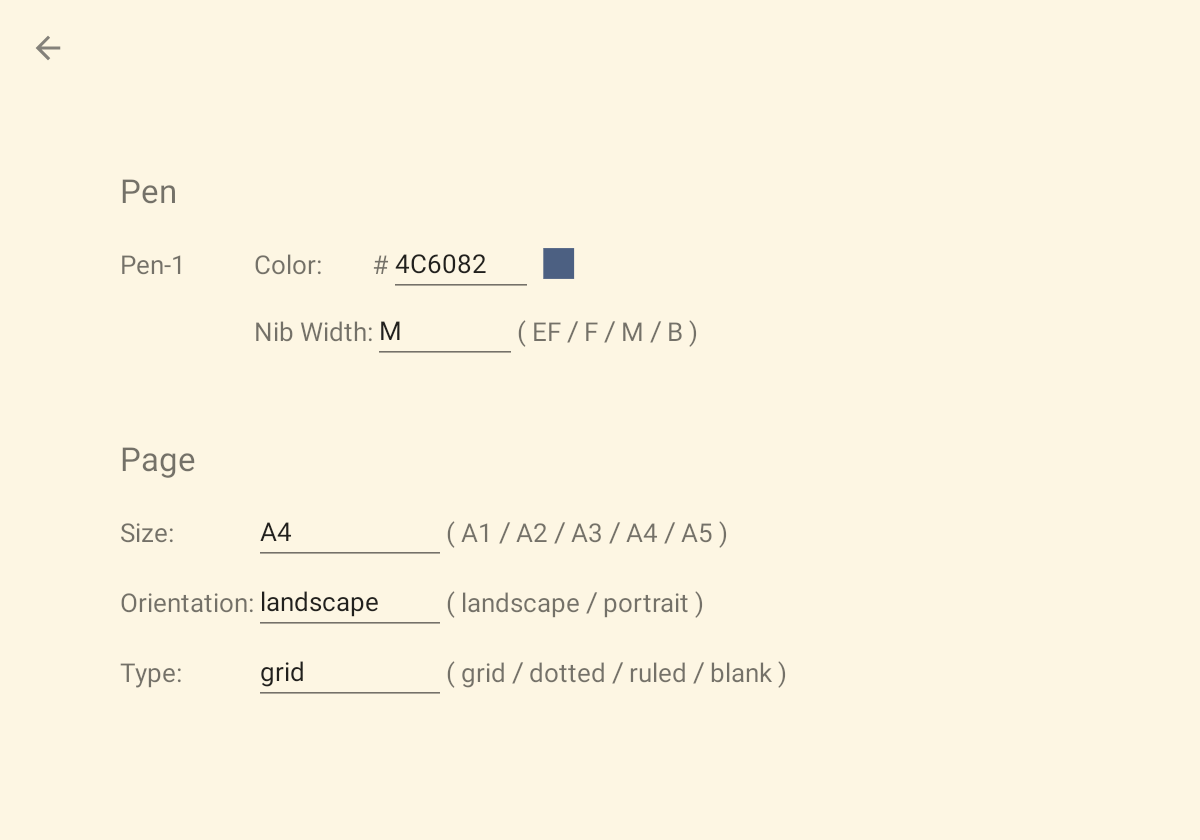 Pen
Pen-1 Color: # 4C6082
Nib Width: M ( EF / F / M / B )
Page
Size: A4 ( A1 / A2 / A3 / A4 / A5 )
Orientation: landscape ( landscape / portrait )
Type: grid ( grid / dotted / ruled / blank )